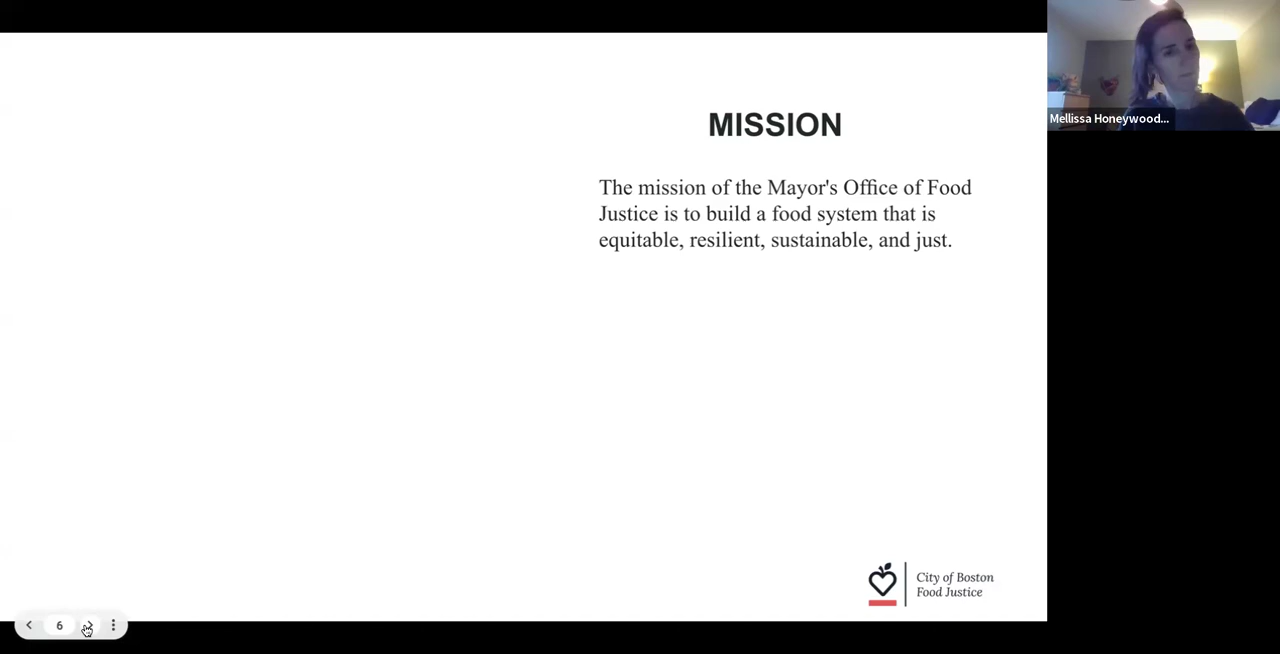 MISSION
The mission of the Mayor's Office of Food
Justice is to build a food system that is
equitable, resilient, sustainable, and just.
City of Boston
Food Justice
6
Mellissa Honeywood...